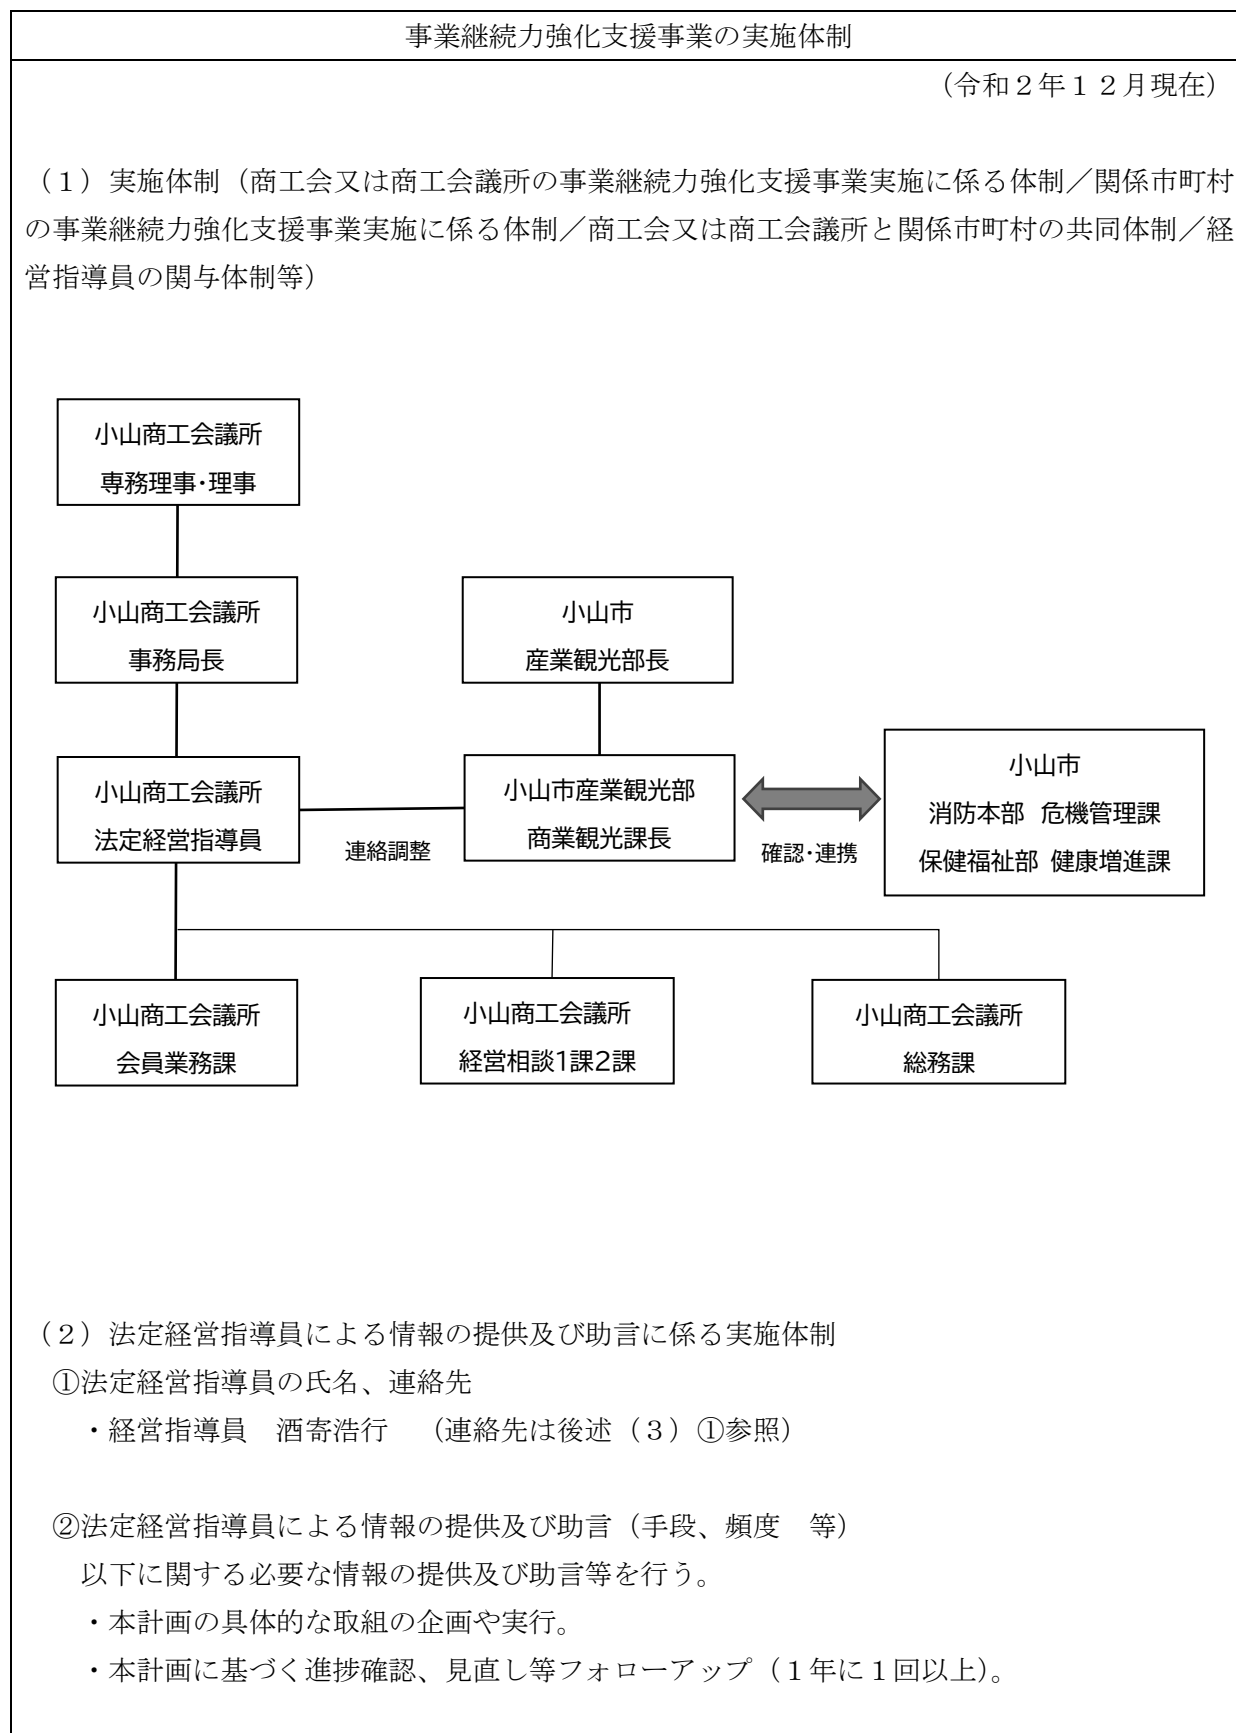 事業継続力強化支援事業の実施体制
（令和２年１２月現在）
（１）実施体制（商工会又は商工会議所の事業継続力強化支援事業実施に係る体制／関係市町村
の事業継続力強化支援事業実施に係る体制／商工会又は商工会議所と関係市町村の共同体制／経
営指導員の関与体制等）
小山商工会議所
専務理事･理事
小山商工会議所
事務局長
小山市
産業観光部長
小山商工会議所
法定経営指導員
連絡調整
小山市産業観光部
商業観光課長
確認･連携
小山市
消防本部 危機管理課
保健福祉部 健康増進課
小山商工会議所
会員業務課
小山商工会議所
経営相談1課2課
小山商工会議所
総務課
（２）法定経営指導員による情報の提供及び助言に係る実施体制
①法定経営指導員の氏名、連絡先
・経営指導員　酒寄浩行　（連絡先は後述（３）①参照）
②法定経営指導員による情報の提供及び助言（手段、頻度　等）
以下に関する必要な情報の提供及び助言等を行う。
・本計画の具体的な取組の企画や実行。
・本計画に基づく進捗確認、見直し等フォローアップ（１年に１回以上）。